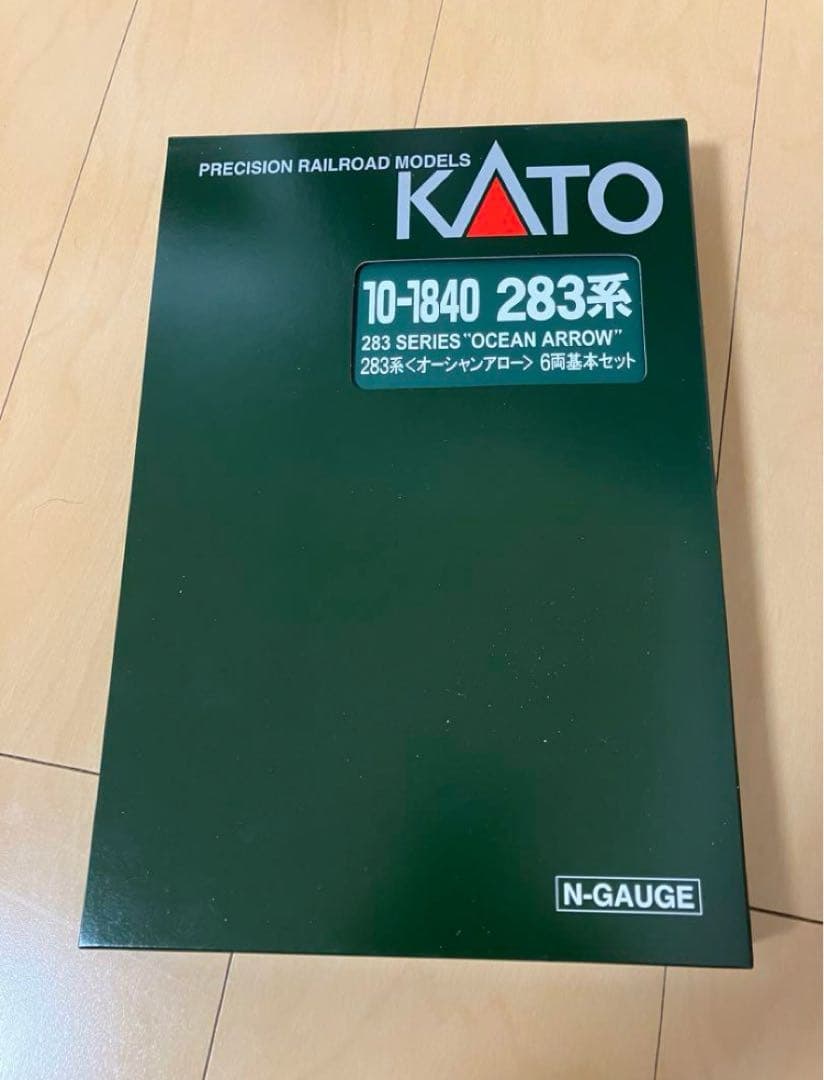 PRECISION RAILROAD MODELS
KATO
10-1840 283系
283 SERIES "OCEAN ARROW"
283系<オーシャンアロー> 6両基本セット
N-GAUGE